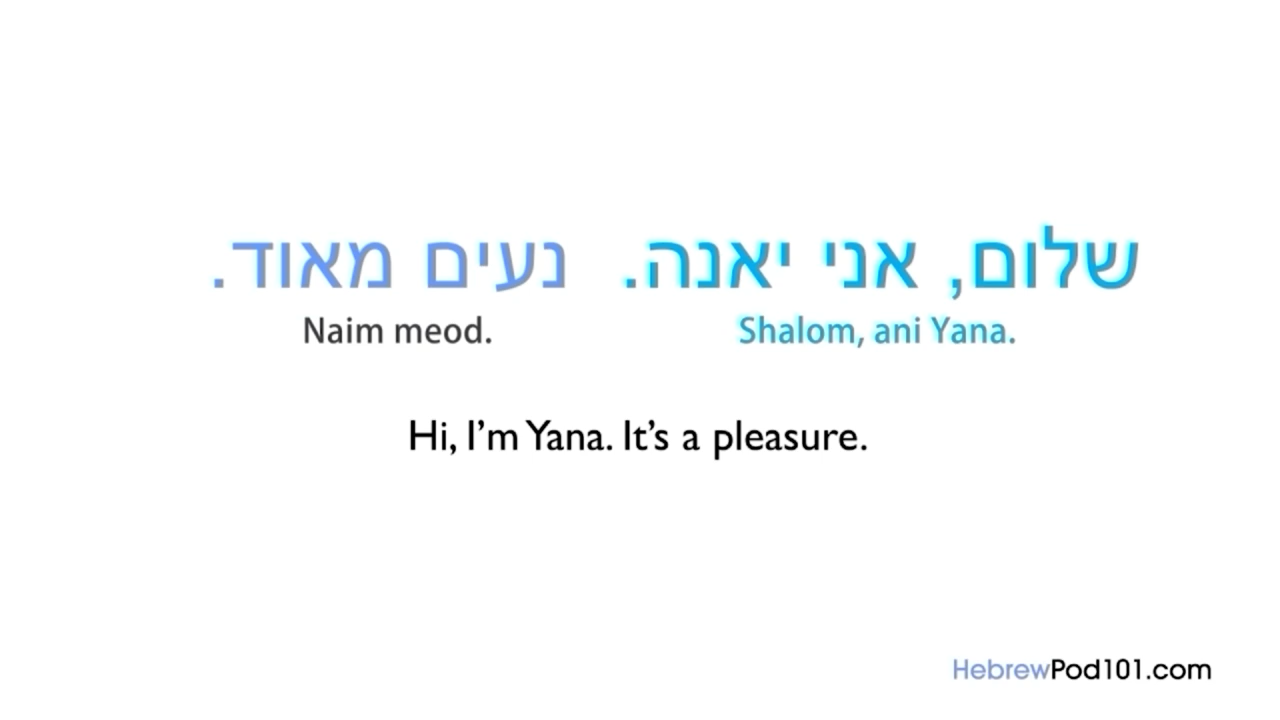 שלום, אני יאנה. נעים מאוד.
Naim meod. Shalom, ani Yana.
Hi, I'm Yana. It's a pleasure.
HebrewPod101.com